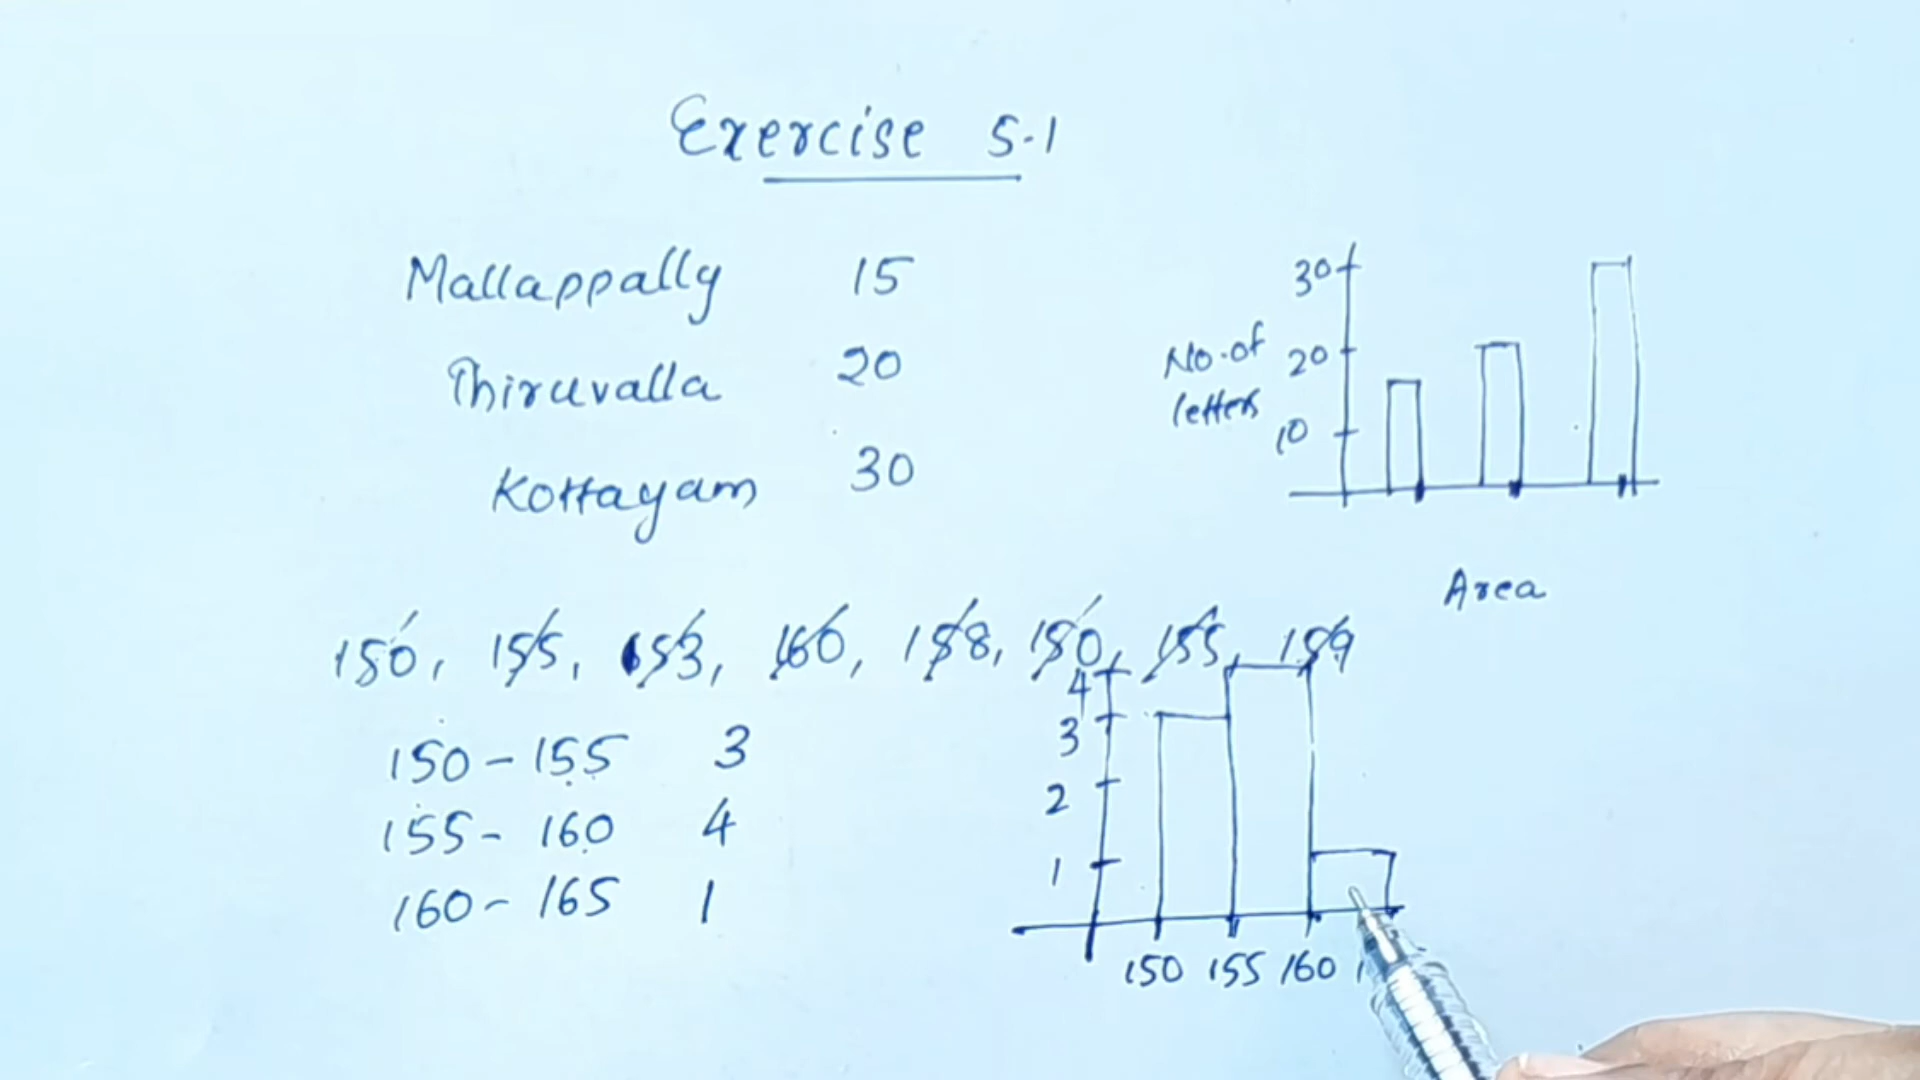 Exercise 5.1
Mallappally 15
Thiruvalla 20
Kottayam 30
30
20
10
No. of
letters
Area
150, 155, 153, 160, 158, 150, 155, 159
150 - 155 3
155 - 160 4
160 - 165 1
4
3
2
1
150 155 160 1